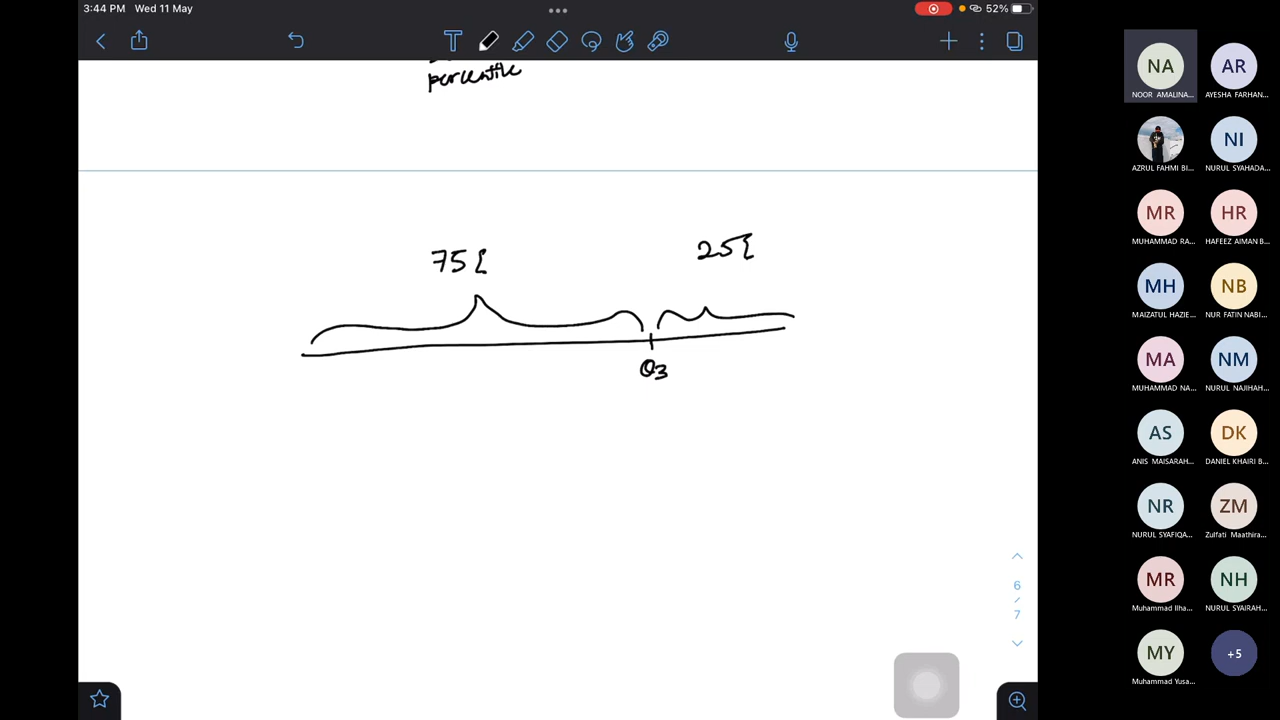 3:44 PM Wed 11 May
52%
percentile
75%
25%
Q3
6
/
7
NA
NOOR AMALINA...
AR
AYESHA FARHAN...
AZRUL FAHMI BI...
NI
NURUL SYAHADA...
MR
MUHAMMAD RA...
HR
HAFEEZ AIMAN B...
MH
MAIZATUL HAZIE...
NB
NUR FATIN NABI...
MA
MUHAMMAD NA...
NM
NURUL NAJIHAH...
AS
ANIS MAISARAH...
DK
DANIEL KHAIRI B...
NR
NURUL SYAFIQA...
ZM
Zulfati Maathira...
MR
Muhammad Ilha...
NH
NURUL SYAIRAH...
MY
Muhammad Yusa...
+5